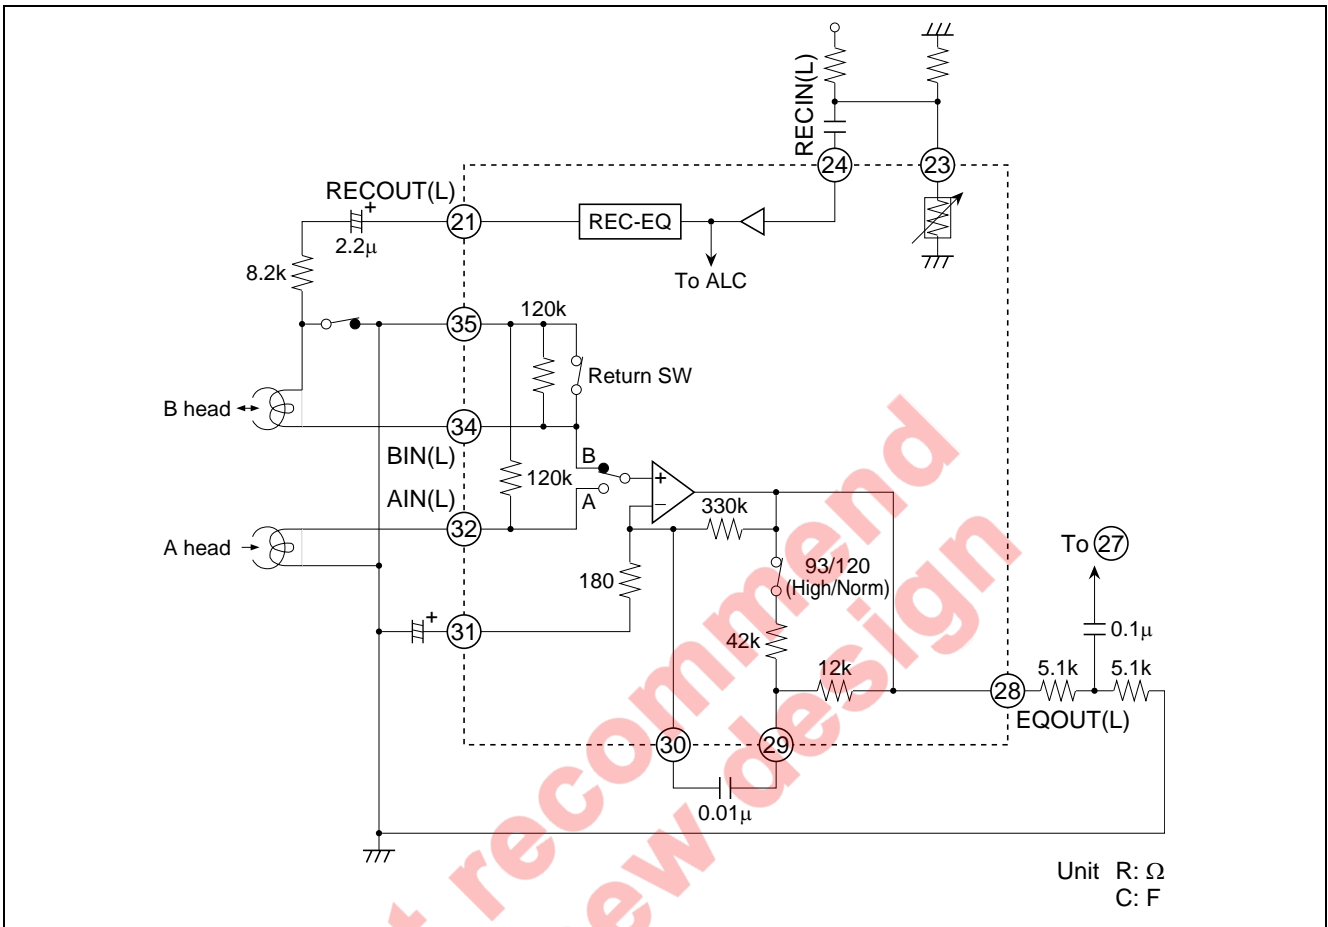 RECIN(L)
24
23
RECOUT(L)
+
21
REC-EQ
2.2μ
8.2k
To ALC
120k
35
Return SW
B head
34
BIN(L)
B
120k
+
AIN(L)
A
−
330k
32
A head
To 27
93/120
(High/Norm)
180
+
31
0.1μ
42k
12k
5.1k
5.1k
28
EQOUT(L)
30
29
0.01μ
Unit R: Ω
C: F
t recommend
ew design